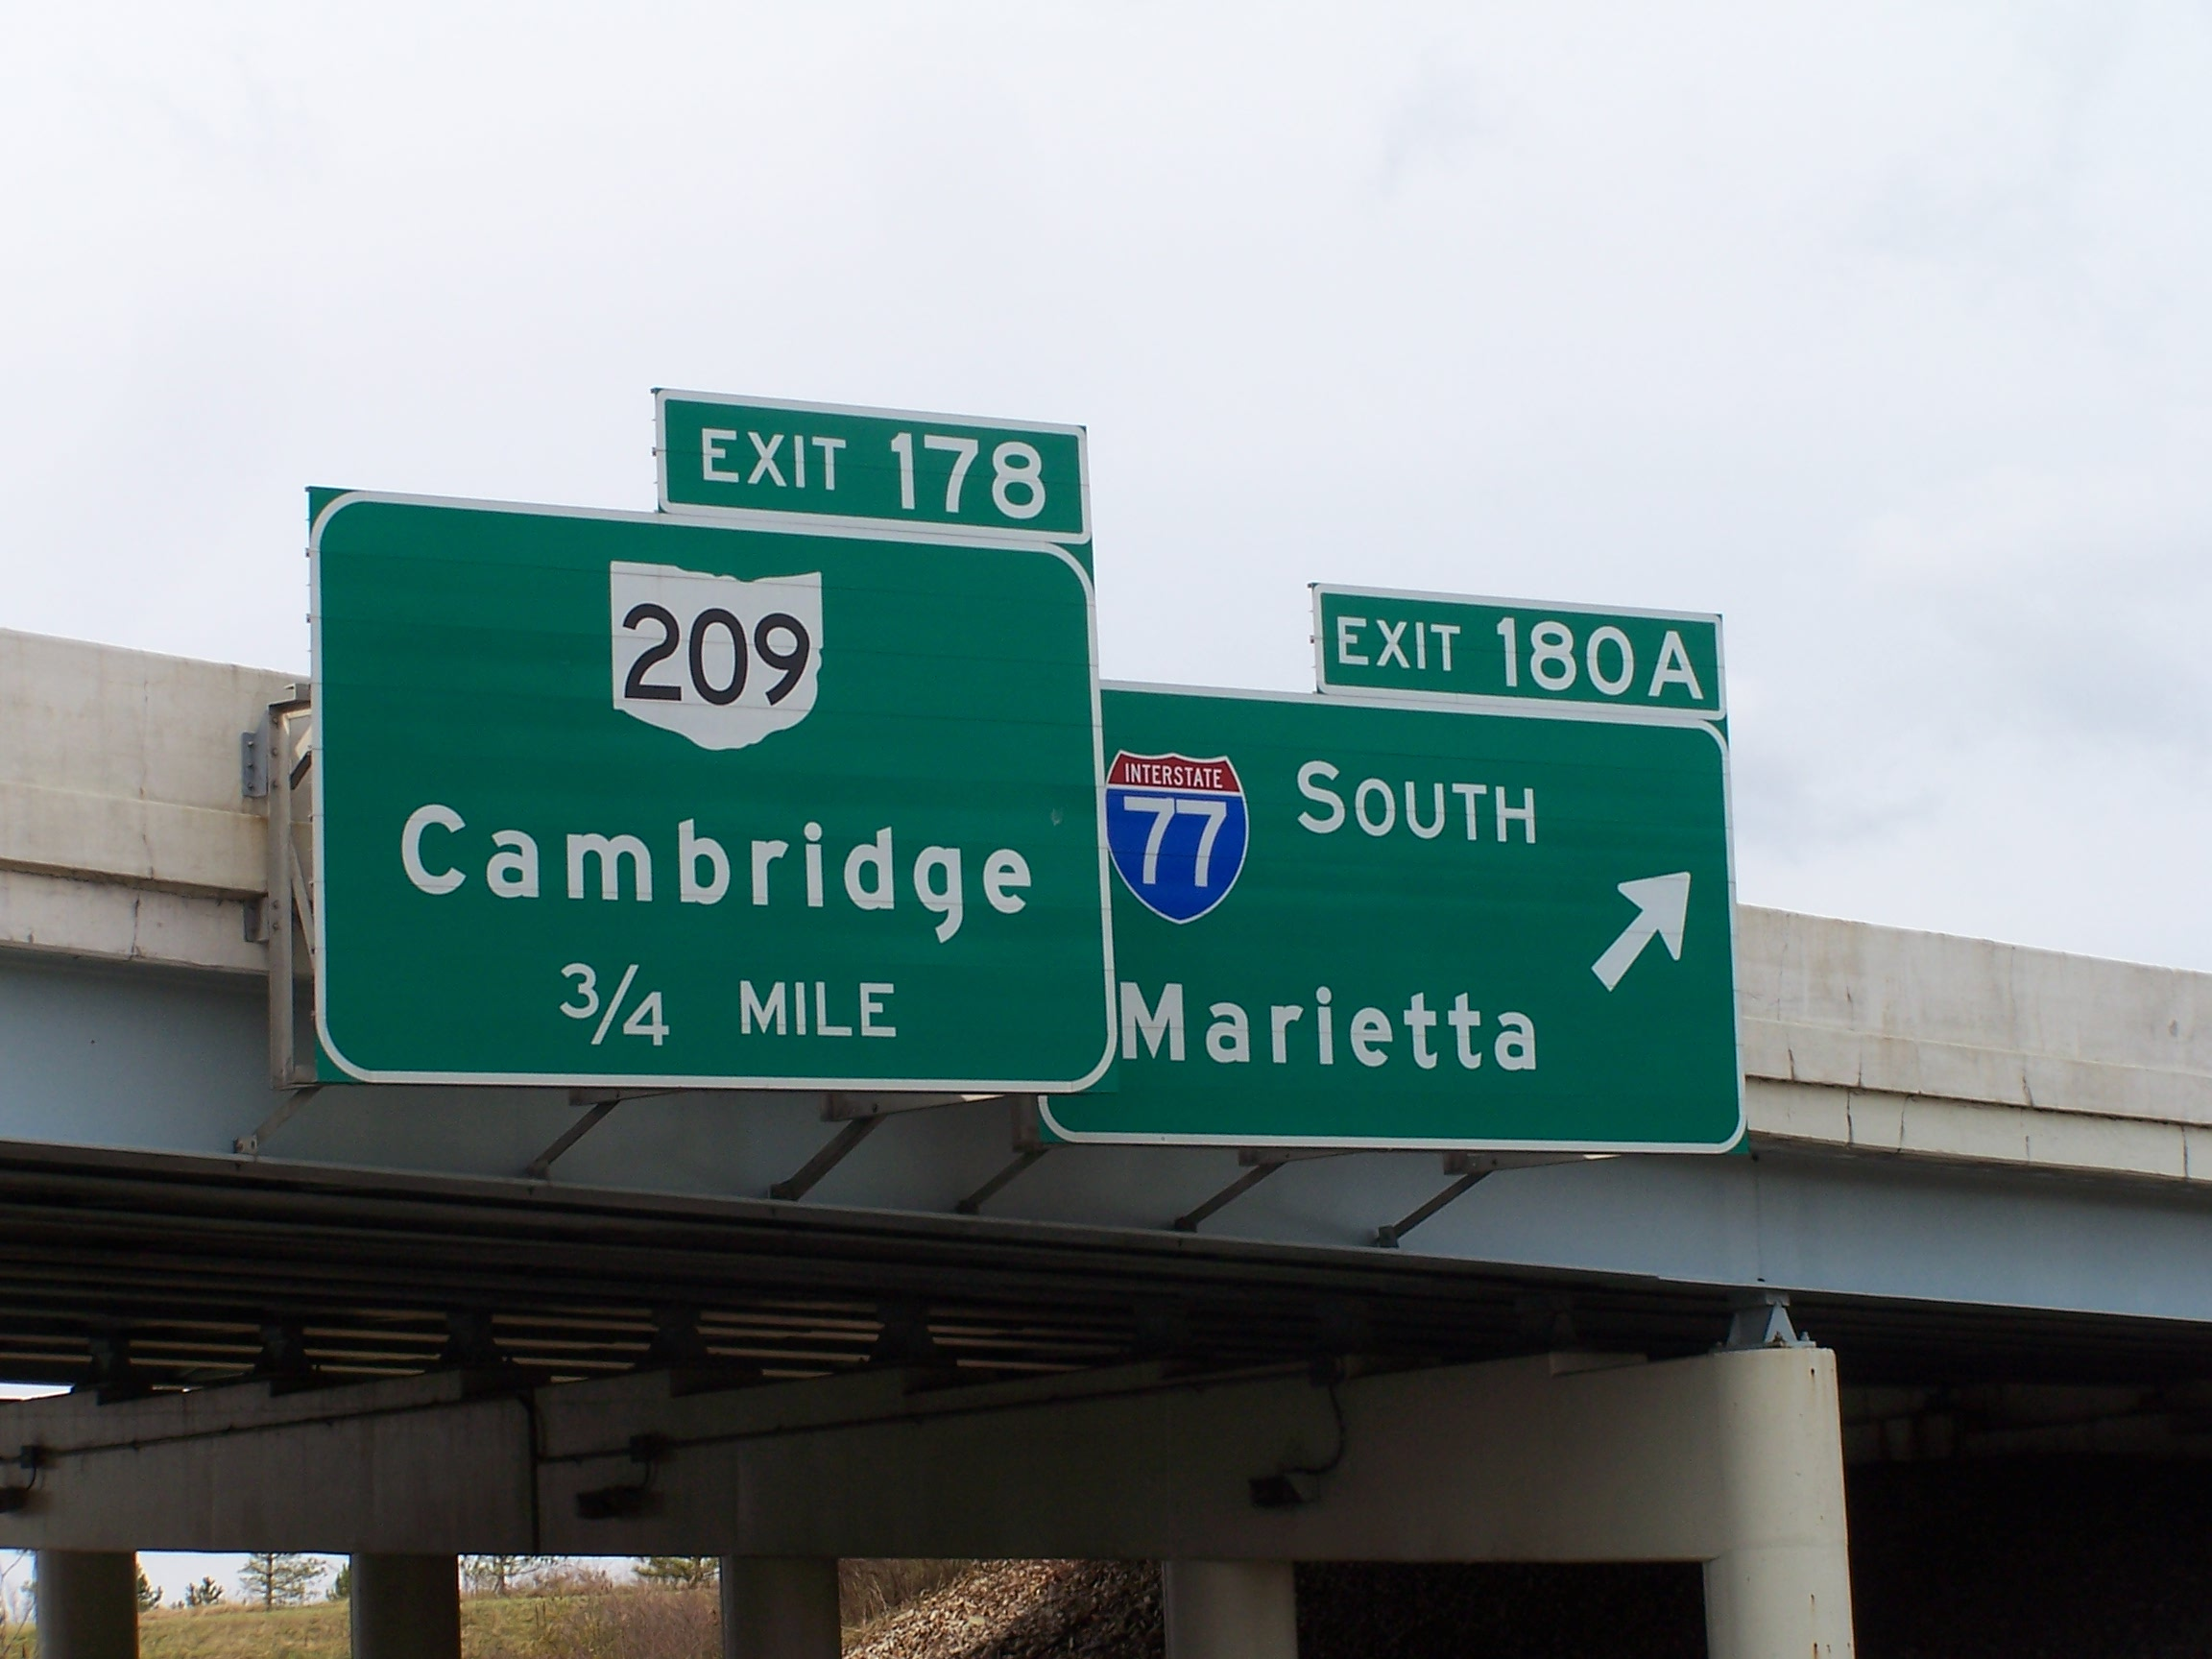 EXIT 178
209
Cambridge
3/4 MILE
EXIT 180A
INTERSTATE
77
SOUTH
Marietta